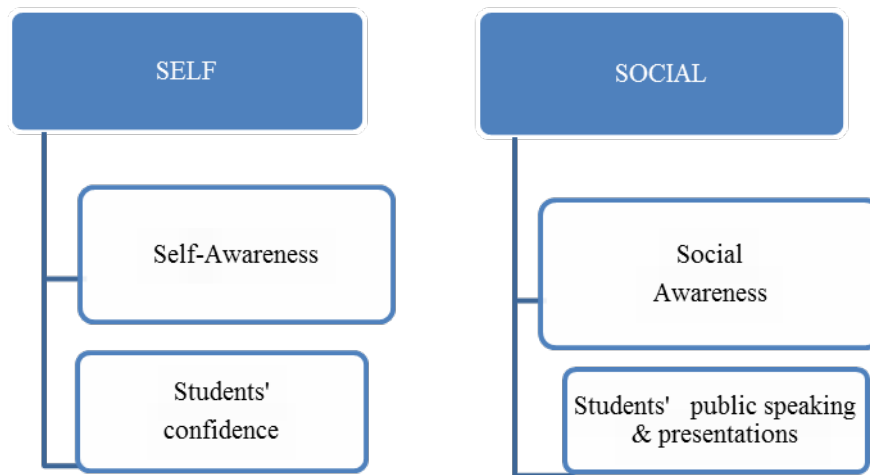 SELF
Self-Awareness
Students'
confidence
SOCIAL
Social
Awareness
Students' public speaking
& presentations